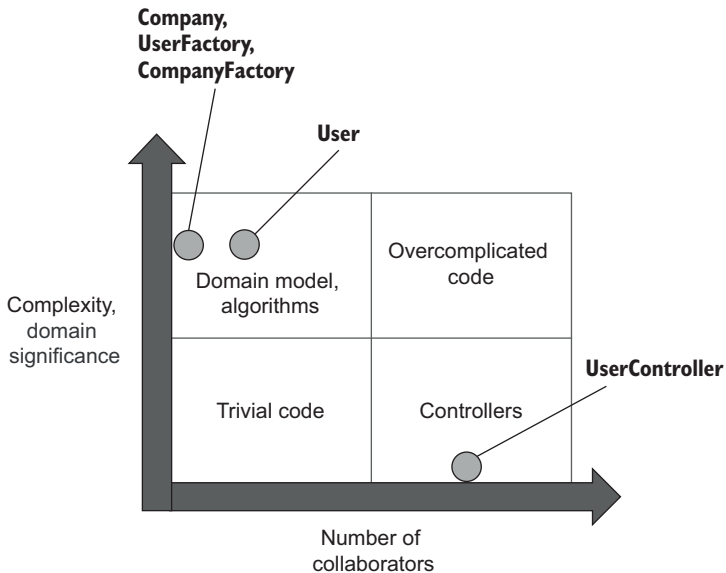 Company,
UserFactory,
CompanyFactory
User
Overcomplicated
code
Domain model,
algorithms
Complexity,
domain
significance
UserController
Trivial code
Controllers
Number of
collaborators